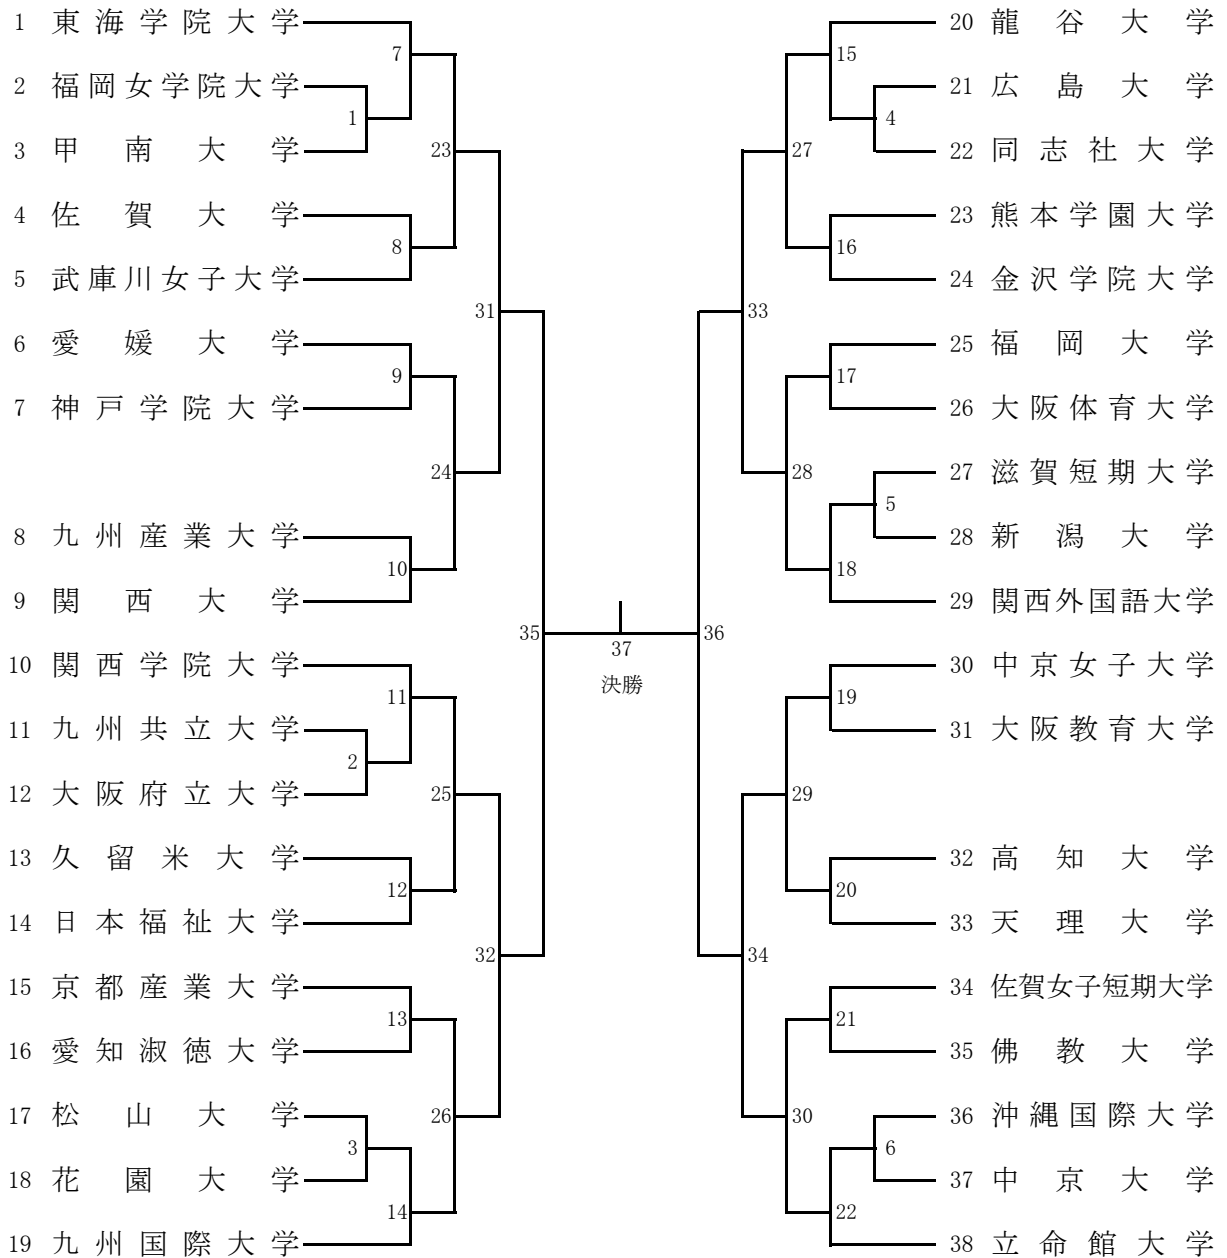 1 東海学院大学
2 福岡女学院大学
3 甲南大学
4 佐賀大学
5 武庫川女子大学
6 愛媛大学
7 神戸学院大学
8 九州産業大学
9 関西大学
10 関西学院大学
11 九州共立大学
12 大阪府立大学
13 久留米大学
14 日本福祉大学
15 京都産業大学
16 愛知淑徳大学
17 松山大学
18 花園大学
19 九州国際大学
7
1
23
8
31
9
24
10
35
11
2
25
12
32
13
26
3
14
37
決勝
15
4
27
16
33
17
28
5
18
36
19
29
20
34
21
30
6
22
20 龍谷大学
21 広島大学
22 同志社大学
23 熊本学園大学
24 金沢学院大学
25 福岡大学
26 大阪体育大学
27 滋賀短期大学
28 新潟大学
29 関西外国語大学
30 中京女子大学
31 大阪教育大学
32 高知大学
33 天理大学
34 佐賀女子短期大学
35 佛教大学
36 沖縄国際大学
37 中京大学
38 立命館大学